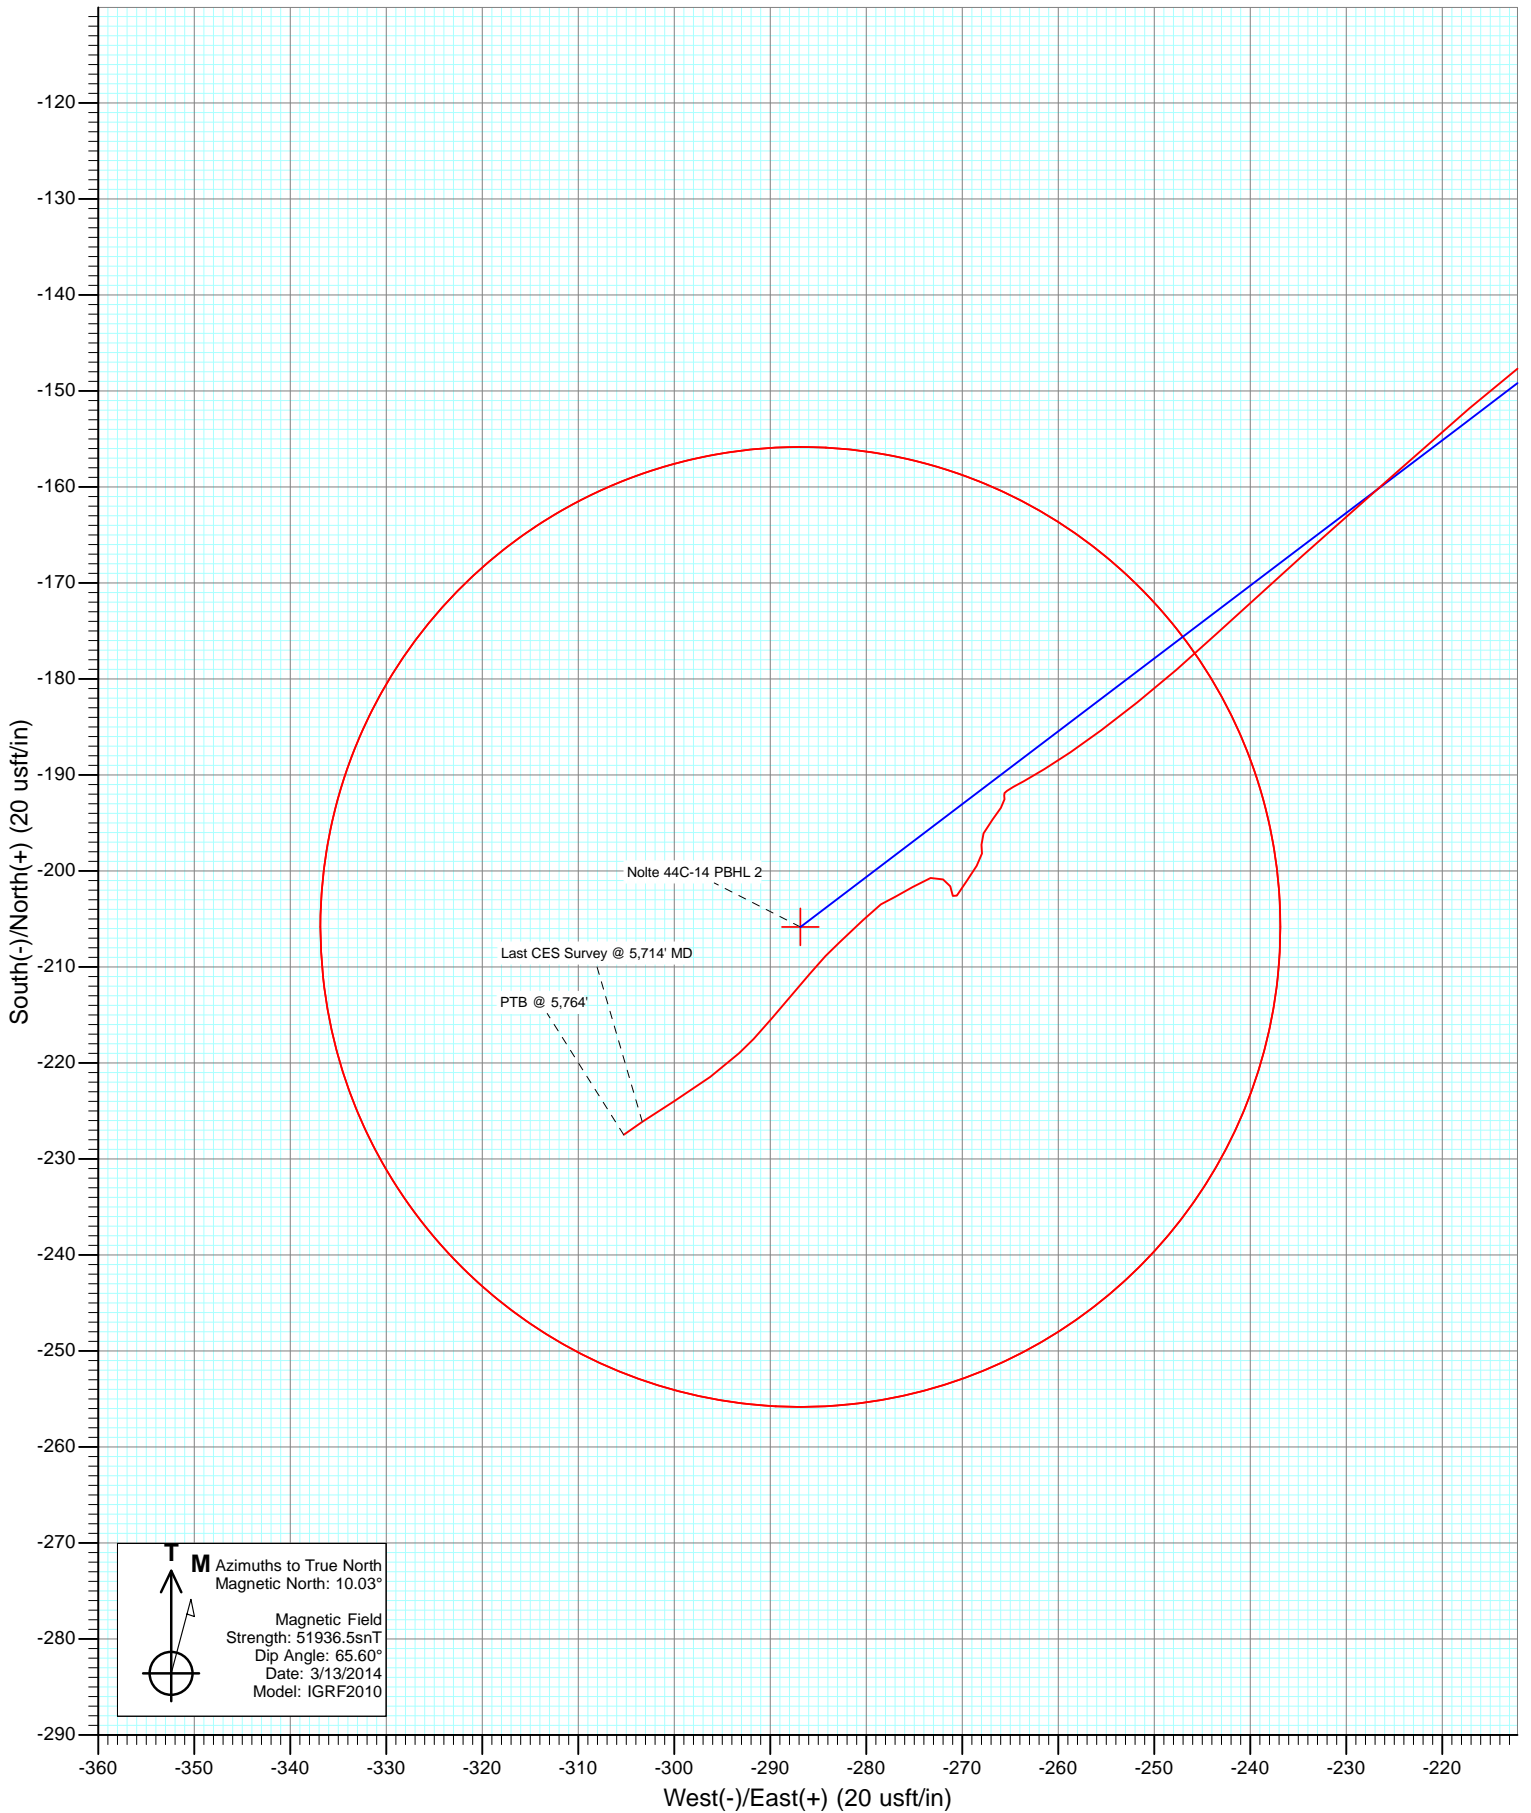 -120
-130
-140
-150
-160
-170
-180
-190
-200
-210
-220
-230
-240
-250
-260
-270
-280
-290
South(-)/North(+) (20 usft/in)
Nolte 44C-14 PBHL 2
Last CES Survey @ 5,714' MD
PTB @ 5,764'
T
M
Azimuths to True North
Magnetic North: 10.03°
Magnetic Field
Strength: 51936.5snT
Dip Angle: 65.60°
Date: 3/13/2014
Model: IGRF2010
-360 -350 -340 -330 -320 -310 -300 -290 -280 -270 -260 -250 -240 -230 -220
West(-)/East(+) (20 usft/in)